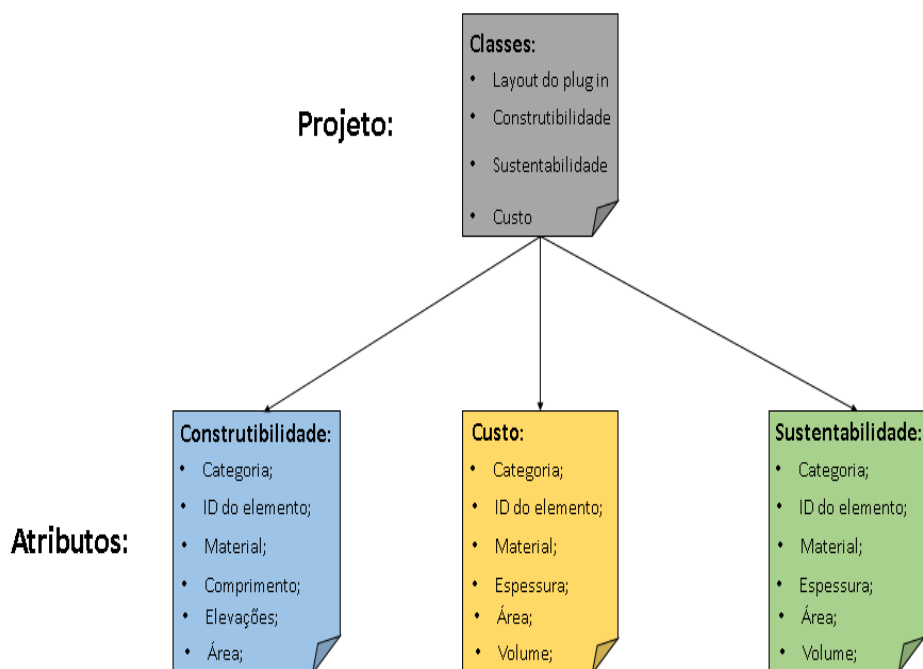 Projeto:
Classes:
• Layout do plug in
• Construtibilidade
• Sustentabilidade
• Custo
Atributos:
Construtibilidade:
• Categoria;
• ID do elemento;
• Material;
• Comprimento;
• Elevações;
• Área;
Custo:
• Categoria;
• ID do elemento;
• Material;
• Espessura;
• Área;
• Volume;
Sustentabilidade:
• Categoria;
• ID do elemento;
• Material;
• Espessura;
• Área;
• Volume;